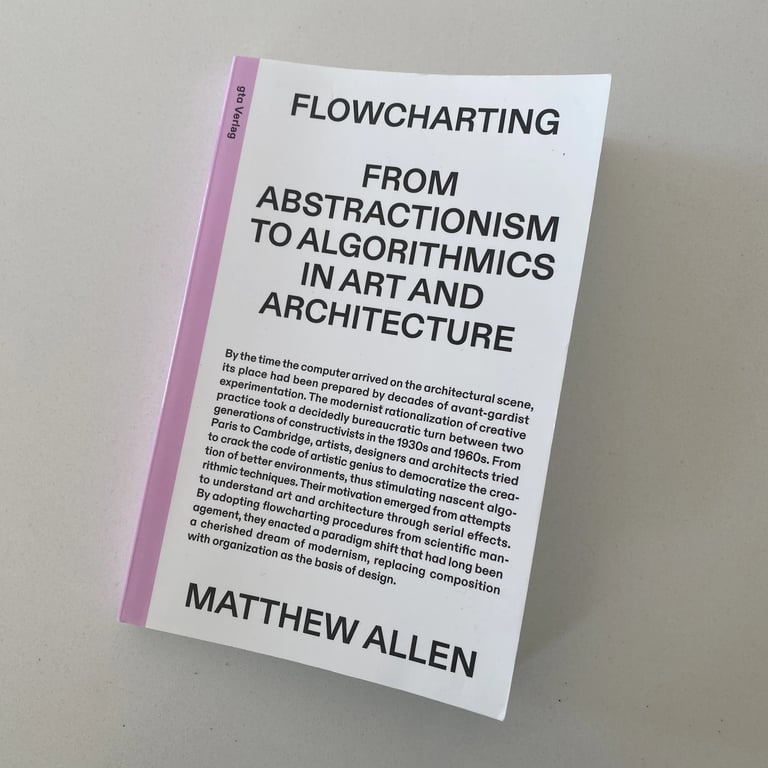 gta Verlag
FLOWCHARTING
FROM
ABSTRACTIONISM
TO ALGORITHMICS
IN ART AND
ARCHITECTURE
By the time the computer arrived on the architectural scene,
its place had been prepared by decades of avant-gardist
experimentation. The modernist rationalization of creative
practice took a decidedly bureaucratic turn between two
generations of constructivists in the 1930s and 1960s. From
Paris to Cambridge, artists, designers and architects tried
to crack the code of artistic genius to democratize the crea-
tion of better environments, thus stimulating nascent algo-
rithmic techniques. Their motivation emerged from attempts
to understand art and architecture through serial effects.
By adopting flowcharting procedures from scientific man-
agement, they enacted a paradigm shift that had long been
a cherished dream of modernism, replacing composition
with organization as the basis of design.
MATTHEW ALLEN